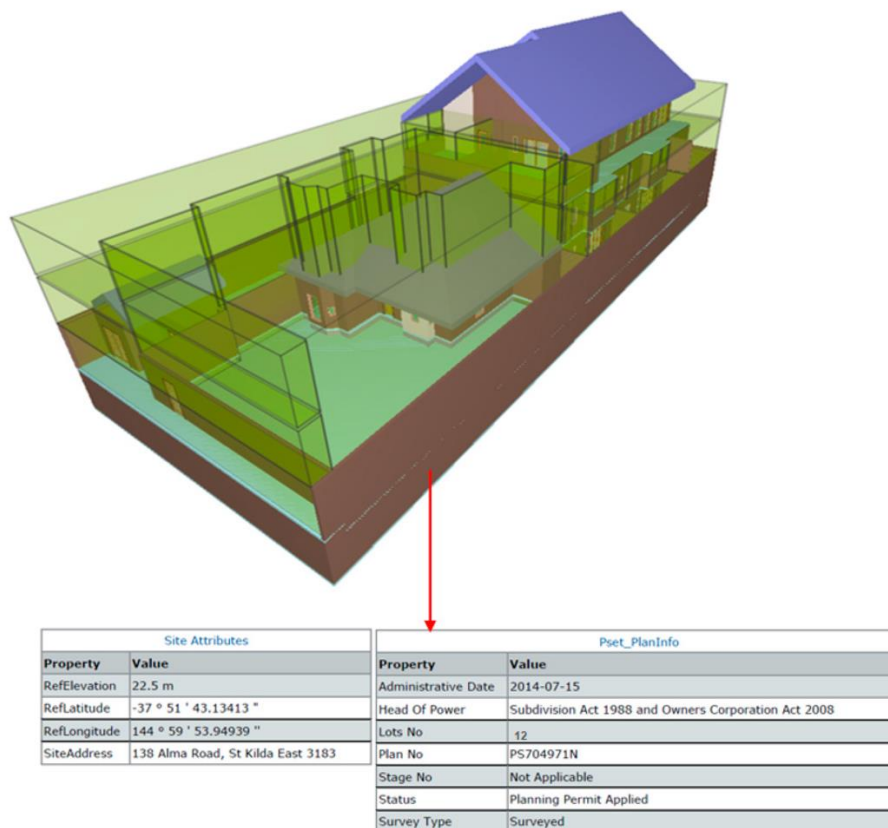 Site Attributes
Property Value
RefElevation 22.5 m
RefLatitude -37 ° 51 ' 43.13413 "
RefLongitude 144 ° 59 ' 53.94939 "
SiteAddress 138 Alma Road, St Kilda East 3183
Pset_PlanInfo
Property Value
Administrative Date 2014-07-15
Head Of Power Subdivision Act 1988 and Owners Corporation Act 2008
Lots No 12
Plan No PS704971N
Stage No Not Applicable
Status Planning Permit Applied
Survey Type Surveyed